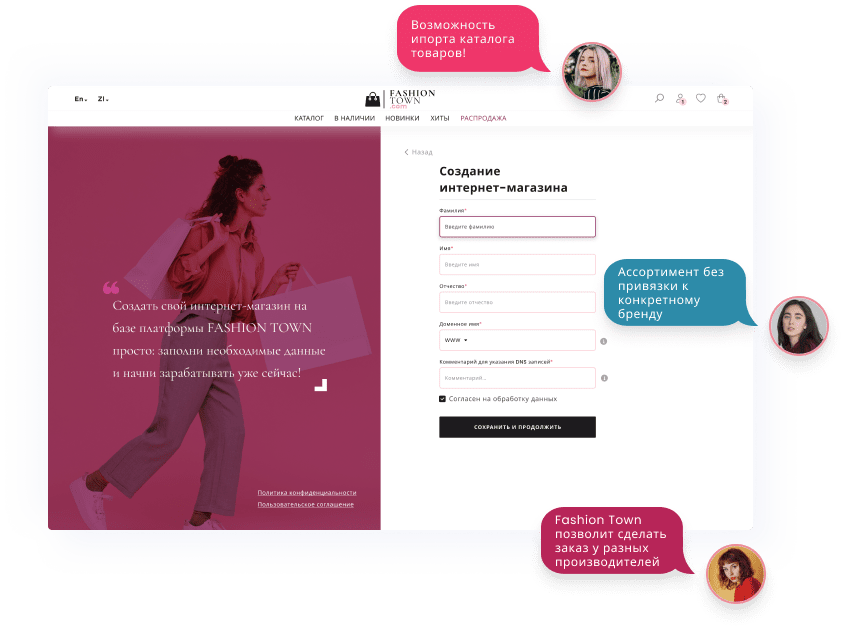 Возможность
ипорта каталога
товаров!
En
Zl
FASHION
TOWN
.com
1
2
КАТАЛОГ В НАЛИЧИИ НОВИНКИ ХИТЫ РАСПРОДАЖА
Назад
Создание
интернет-магазина
Фамилия*
Введите фамилию
Имя*
Введите имя
Отчество*
Введите отчество
Доменное имя*
www
Комментарий для указания DNS записей*
Комментарий...
Согласен на обработку данных
СОХРАНИТЬ И ПРОДОЛЖИТЬ
Создать свой интернет-магазин на
базе платформы FASHION TOWN
просто: заполни необходимые данные
и начни зарабатывать уже сейчас!
Политика конфиденциальности
Пользовательское соглашение
Ассортимент без
привязки к
конкретному
бренду
Fashion Town
позволит сделать
заказ у разных
производителей